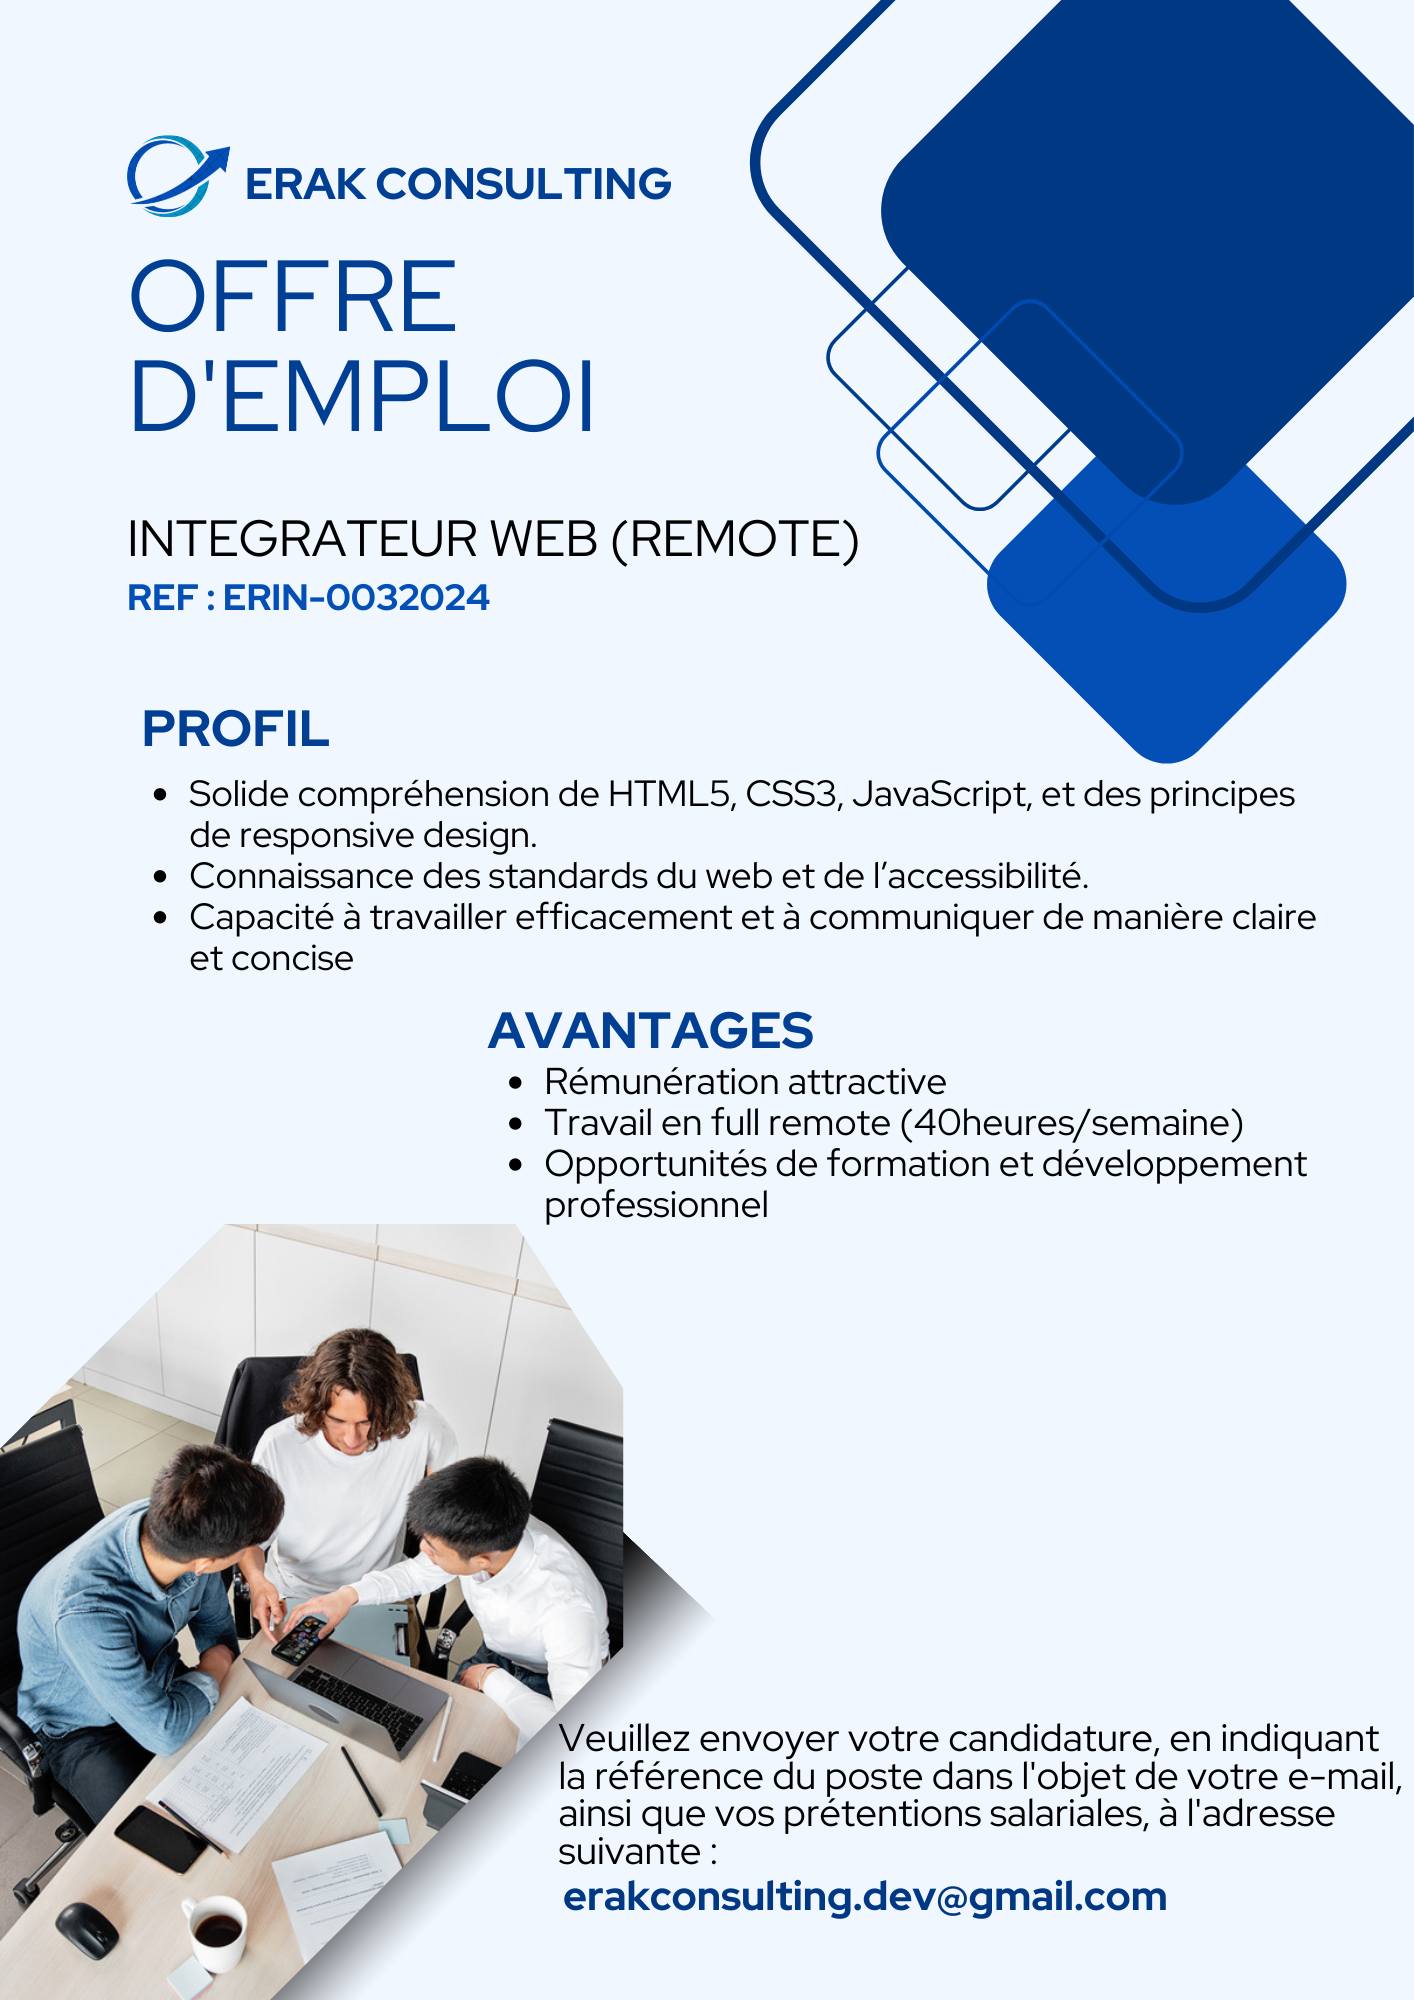 ERAK CONSULTING
OFFRE
D'EMPLOI
INTEGRATEUR WEB (REMOTE)
REF : ERIN-0032024
PROFIL
• Solide compréhension de HTML5, CSS3, JavaScript, et des principes
de responsive design.
• Connaissance des standards du web et de l’accessibilité.
• Capacité à travailler efficacement et à communiquer de manière claire
et concise
AVANTAGES
• Rémunération attractive
• Travail en full remote (40heures/semaine)
• Opportunités de formation et développement
professionnel
Veuillez envoyer votre candidature, en indiquant
la référence du poste dans l'objet de votre e-mail,
ainsi que vos prétentions salariales, à l'adresse
suivante :
erakconsulting.dev@gmail.com